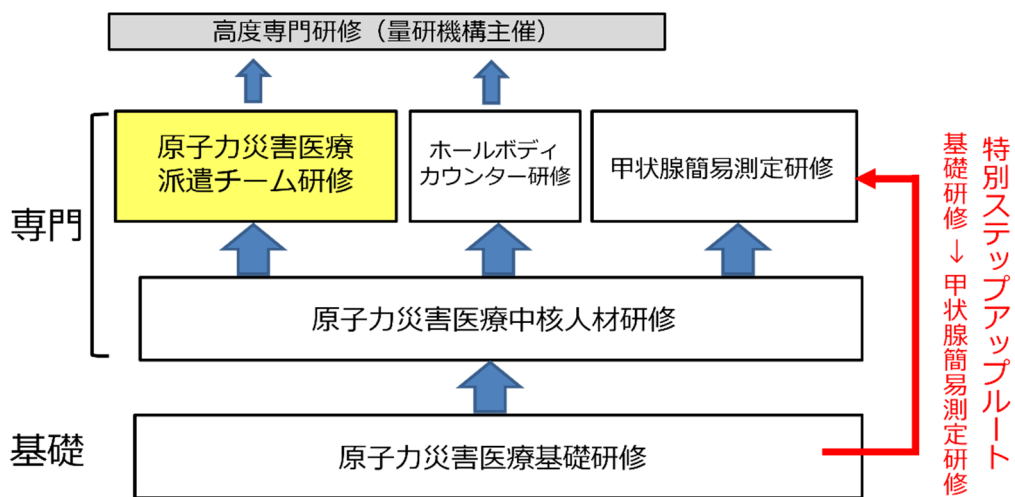 高度専門研修（量研機構主催）
専門
原子力災害医療
派遣チーム研修
ホールボディ
カウンター研修
甲状腺簡易測定研修
原子力災害医療中核人材研修
基礎
原子力災害医療基礎研修
特別ステップアップルート
基礎研修→甲状腺簡易測定研修